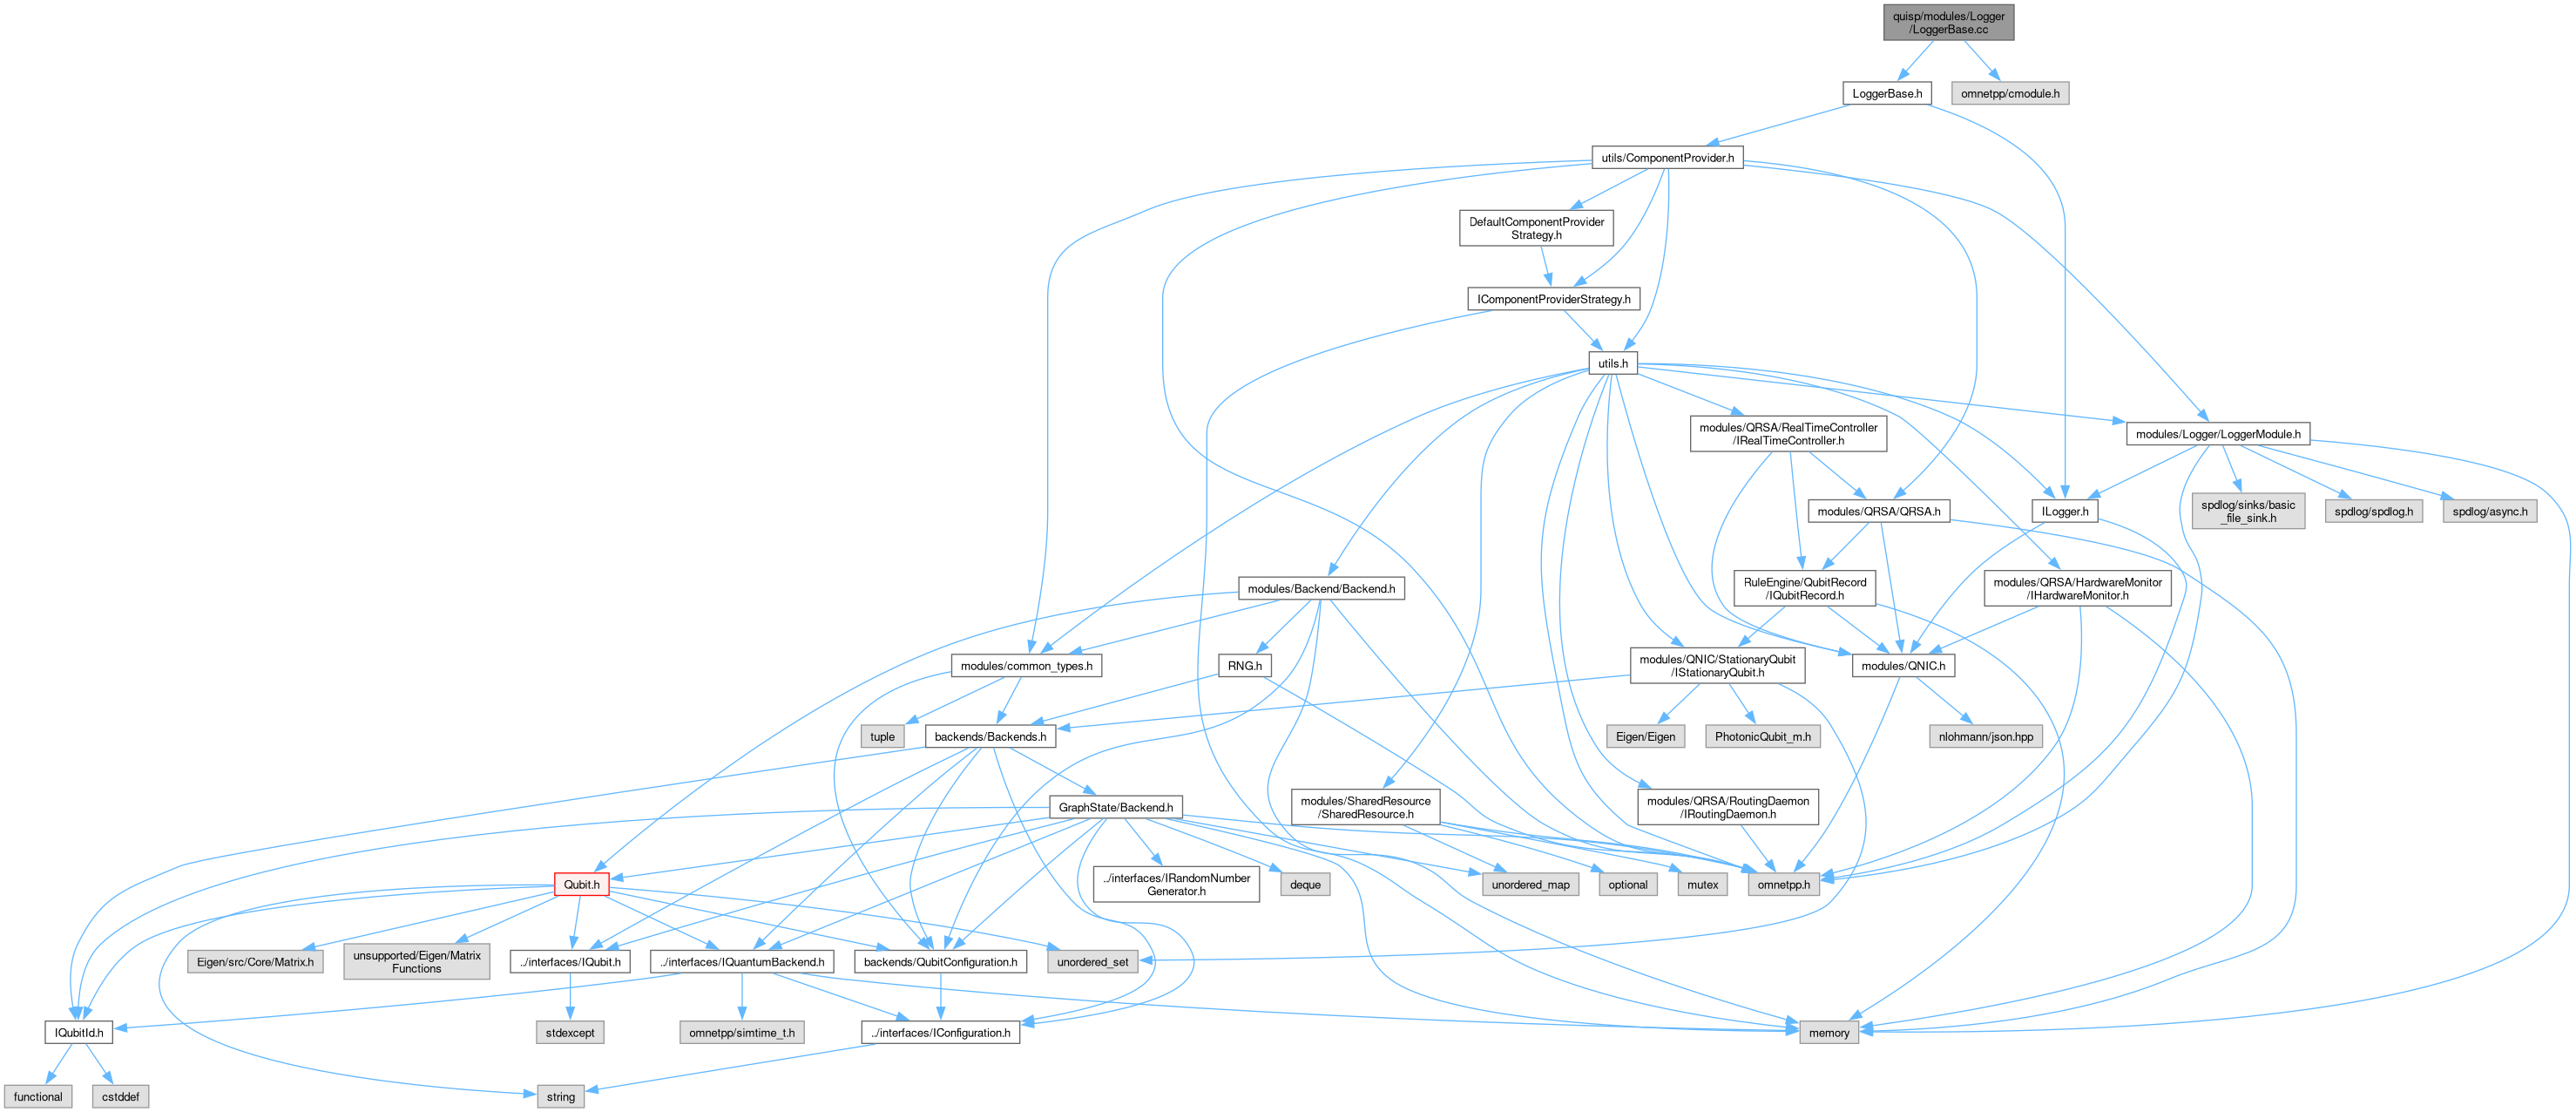 quisp/modules/Logger
/LoggerBase.cc
LoggerBase.h
omnetpp/cmodule.h
utils/ComponentProvider.h
DefaultComponentProvider
Strategy.h
IComponentProviderStrategy.h
utils.h
modules/QRSA/RealTimeController
/IRealTimeController.h
modules/Logger/LoggerModule.h
modules/QRSA/QRSA.h
ILogger.h
spdlog/sinks/basic
_file_sink.h
spdlog/spdlog.h
spdlog/async.h
modules/Backend/Backend.h
RuleEngine/QubitRecord
/IQubitRecord.h
modules/QRSA/HardwareMonitor
/IHardwareMonitor.h
modules/common_types.h
RNG.h
modules/QNIC/StationaryQubit
/IStationaryQubit.h
modules/QNIC.h
tuple
backends/Backends.h
Eigen/Eigen
PhotonicQubit_m.h
nlohmann/json.hpp
GraphState/Backend.h
modules/SharedResource
/SharedResource.h
modules/QRSA/RoutingDaemon
/IRoutingDaemon.h
Qubit.h
../interfaces/IRandomNumber
Generator.h
deque
unordered_map
optional
mutex
omnetpp.h
Eigen/src/Core/Matrix.h
unsupported/Eigen/Matrix
Functions
../interfaces/IQubit.h
../interfaces/IQuantumBackend.h
backends/QubitConfiguration.h
unordered_set
IQubitId.h
stdexcept
omnetpp/simtime_t.h
../interfaces/IConfiguration.h
memory
functional
cstddef
string